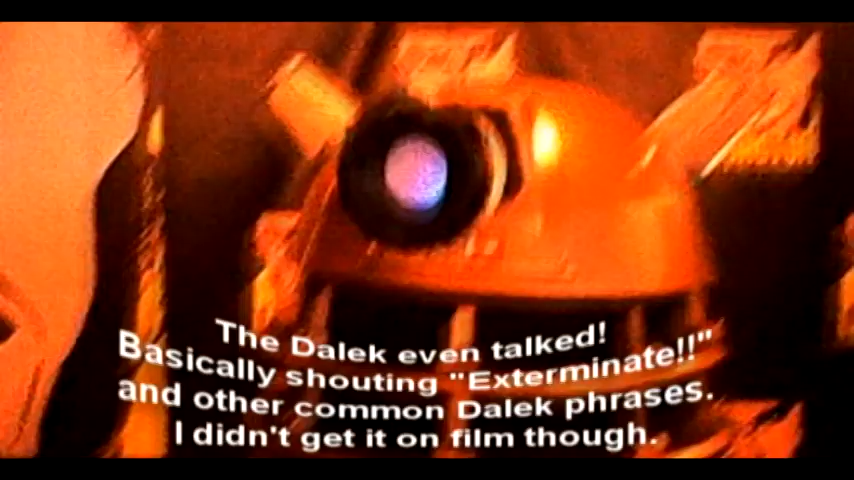 The Dalek even talked!
Basically shouting "Exterminate!!"
and other common Dalek phrases.
I didn't get it on film though.